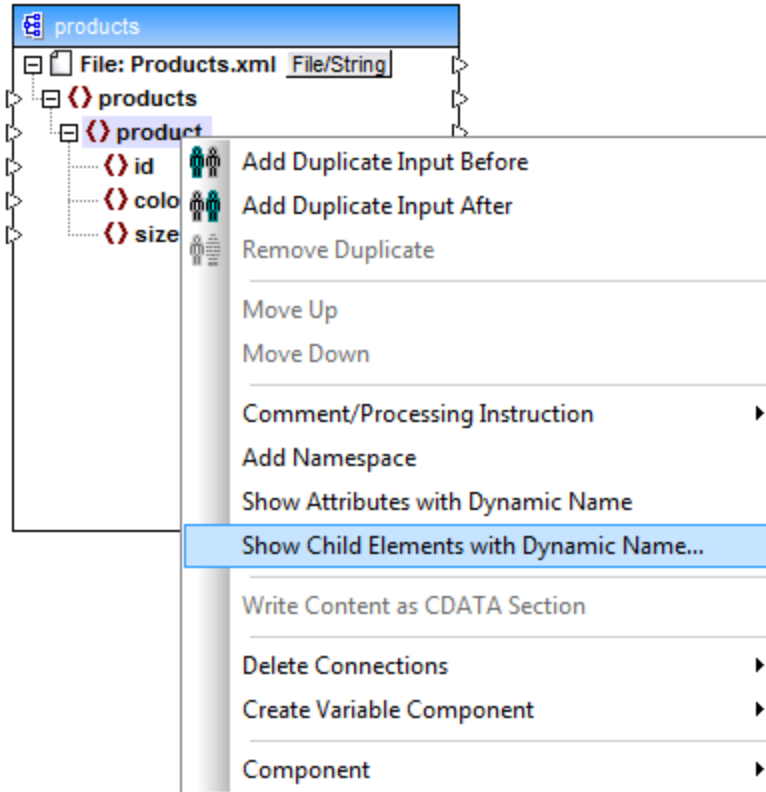 products
File: Products.xml File/String
products
product
id
colo
size
Add Duplicate Input Before
Add Duplicate Input After
Remove Duplicate
Move Up
Move Down
Comment/Processing Instruction
Add Namespace
Show Attributes with Dynamic Name
Show Child Elements with Dynamic Name...
Write Content as CDATA Section
Delete Connections
Create Variable Component
Component